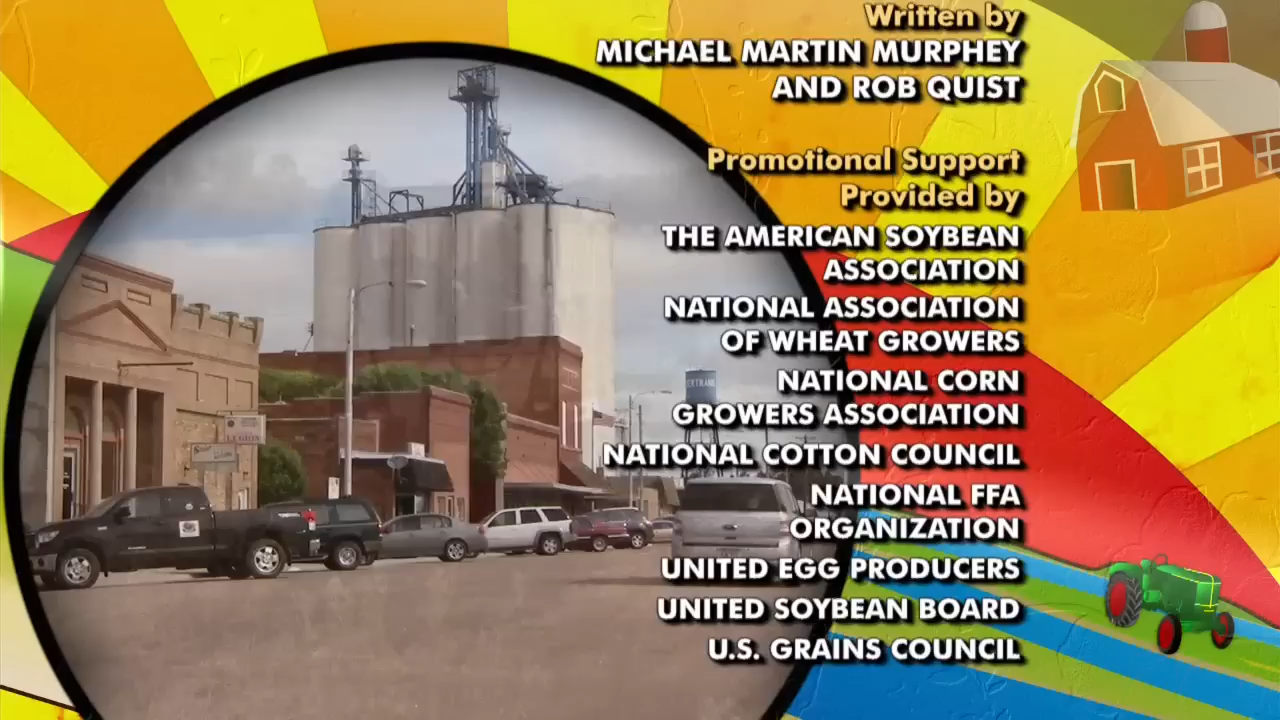 Written by
MICHAEL MARTIN MURPHEY
AND ROB QUIST
Promotional Support
Provided by
THE AMERICAN SOYBEAN
ASSOCIATION
NATIONAL ASSOCIATION
OF WHEAT GROWERS
NATIONAL CORN
GROWERS ASSOCIATION
NATIONAL COTTON COUNCIL
NATIONAL FFA
ORGANIZATION
UNITED EGG PRODUCERS
UNITED SOYBEAN BOARD
U.S. GRAINS COUNCIL
ERTRAND
LEGION